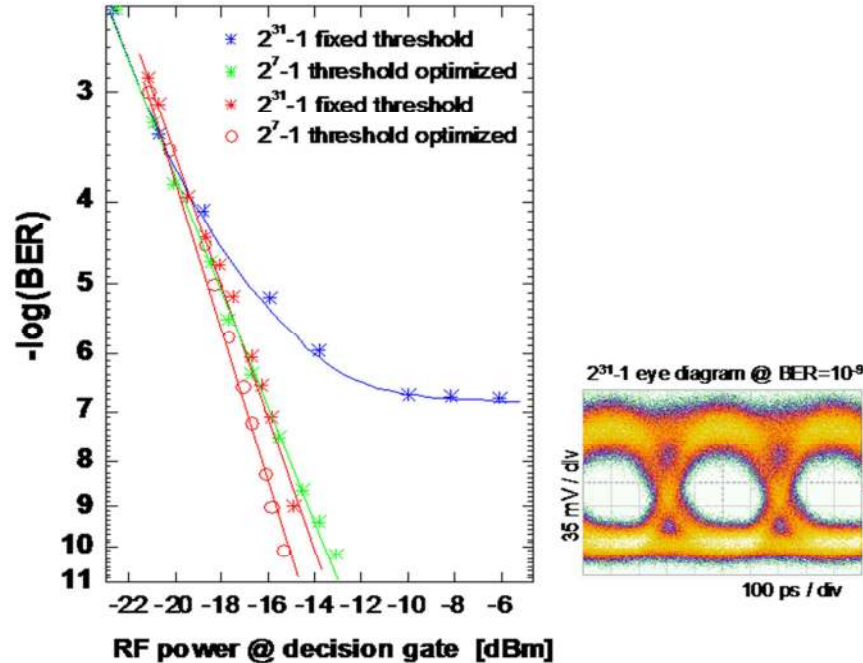 2³¹-1 fixed threshold
2⁷-1 threshold optimized
2³¹-1 fixed threshold
2⁷-1 threshold optimized
-log(BER)
3
4
5
6
7
8
9
10
11
-22 -20 -18 -16 -14 -12 -10 -8 -6
RF power @ decision gate [dBm]
2³¹-1 eye diagram @ BER=10⁻⁹
35 mV / div
100 ps / div